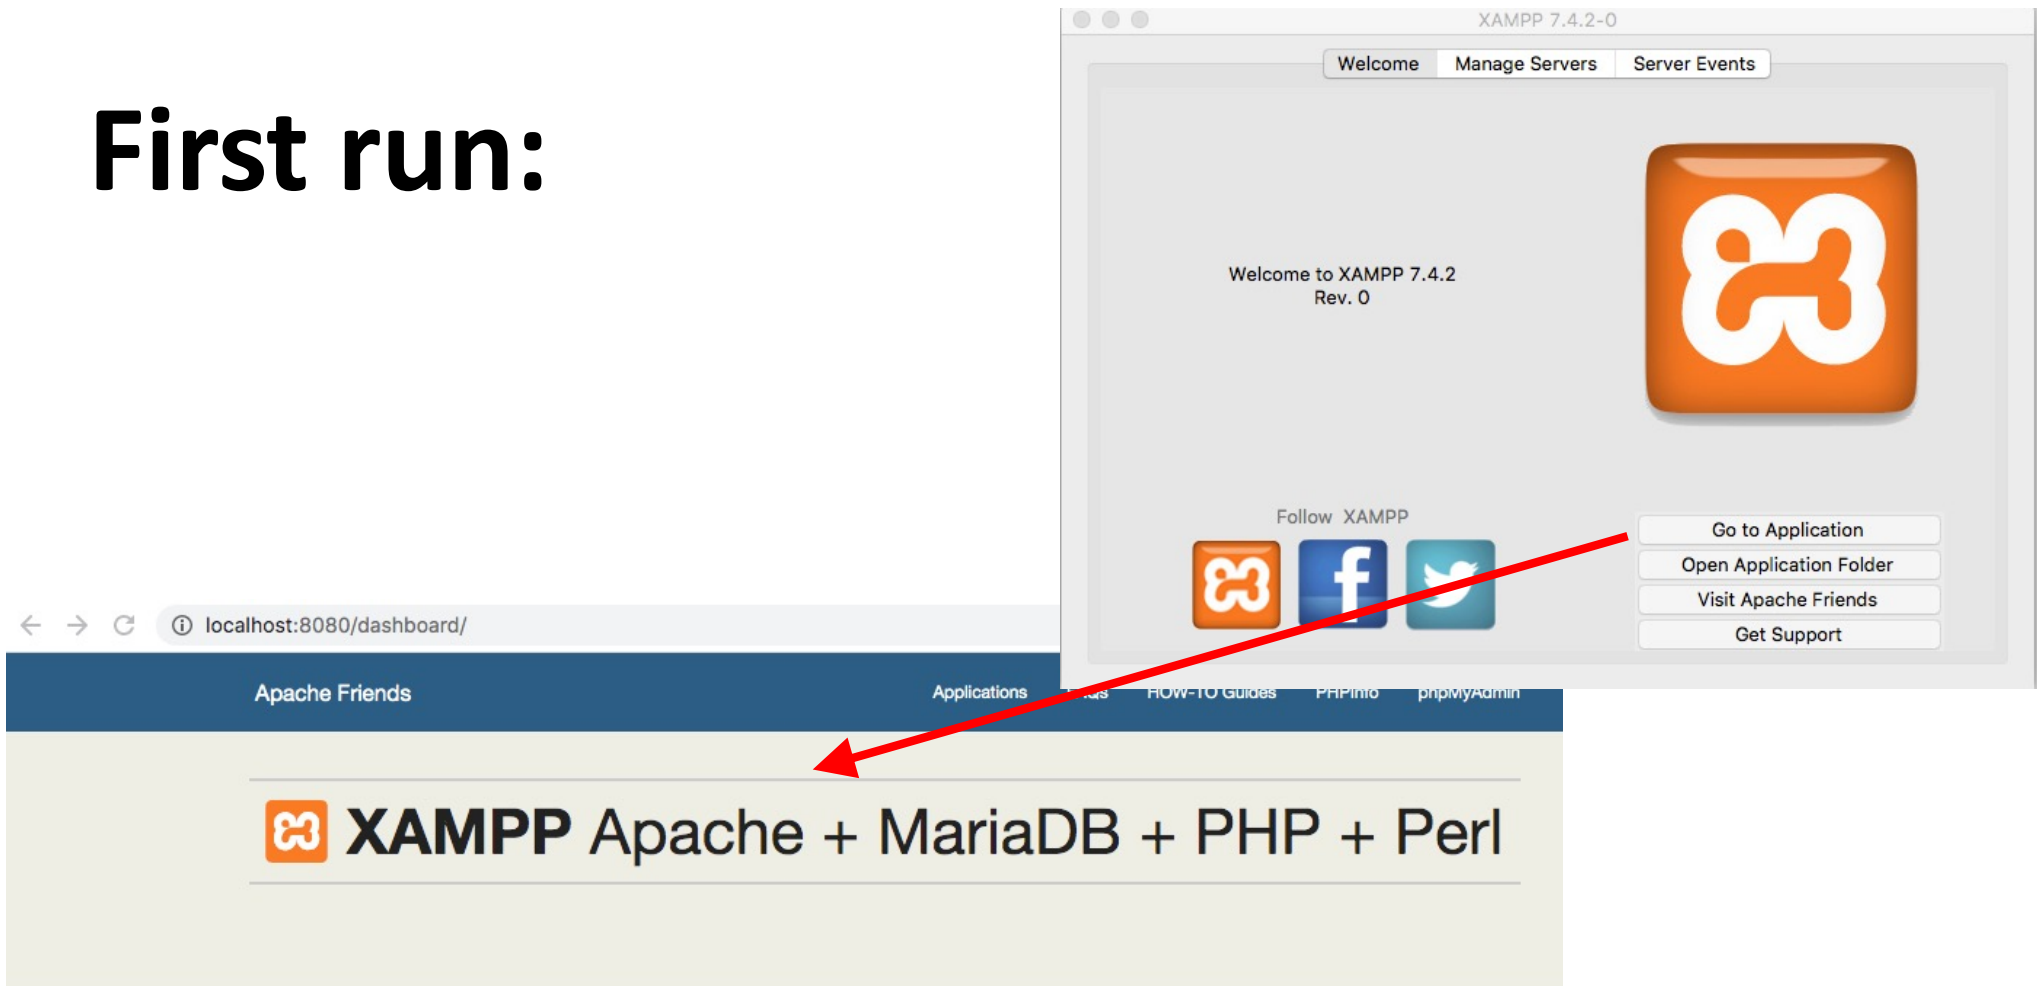 First run:
XAMPP 7.4.2-0
Welcome Manage Servers Server Events
Welcome to XAMPP 7.4.2
Rev. 0
Follow XAMPP
Go to Application
Open Application Folder
Visit Apache Friends
Get Support
localhost:8080/dashboard/
Apache Friends Applications HOW-TO Guides PHPInfo phpMyAdmin
XAMPP Apache + MariaDB + PHP + Perl